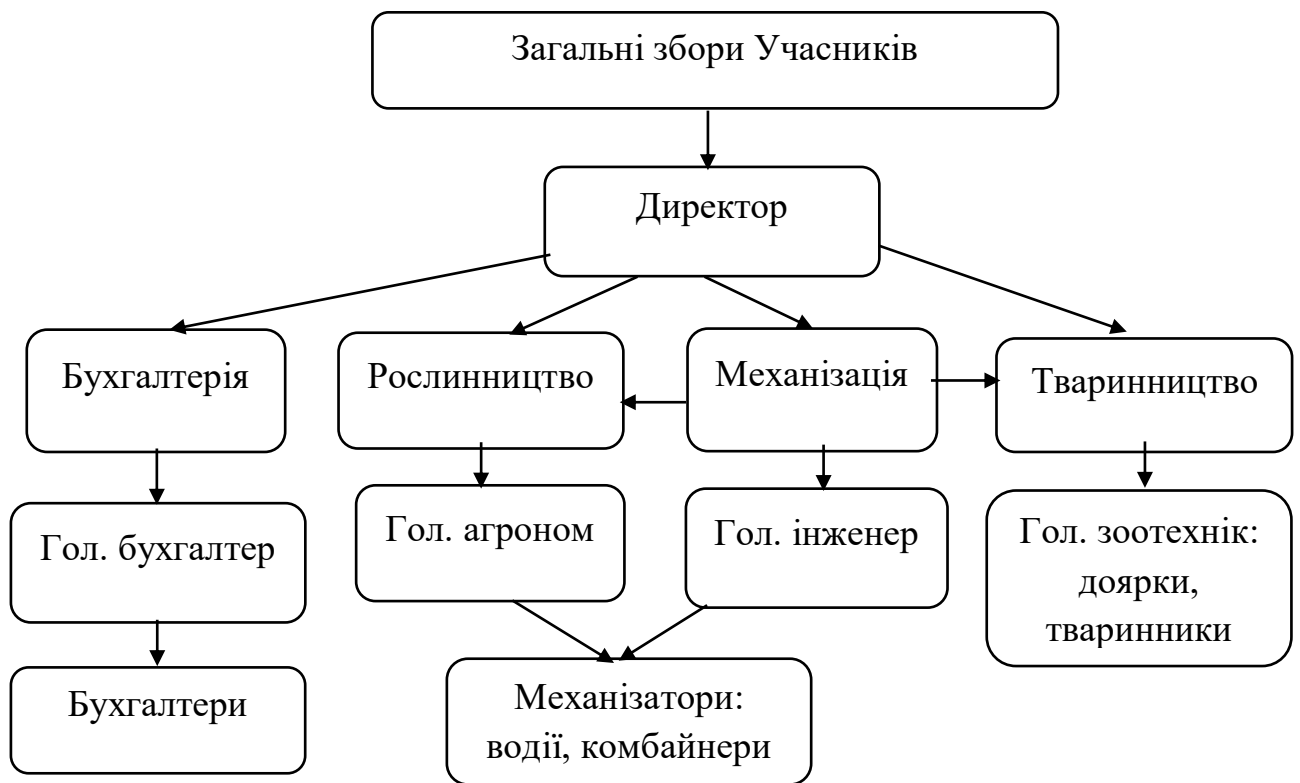 Загальні збори Учасників
Директор
Бухгалтерія
Рослинництво
Механізація
Тваринництво
Гол. бухгалтер
Гол. агроном
Гол. інженер
Гол. зоотехнік:
доярки,
тваринники
Бухгалтери
Механізатори:
водії, комбайнери